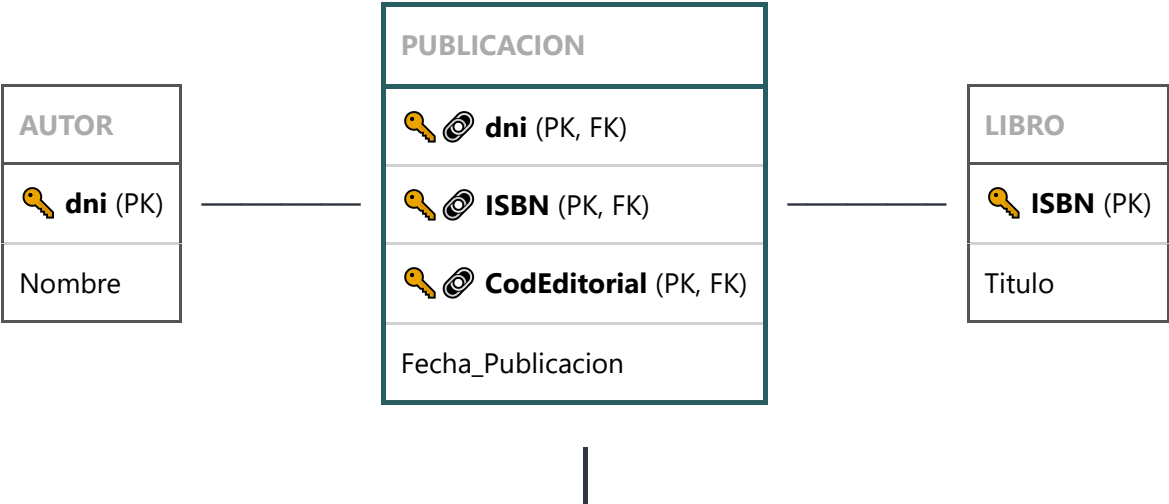 PUBLICACION
dni (PK, FK)
ISBN (PK, FK)
CodEditorial (PK, FK)
Fecha_Publicacion
AUTOR
dni (PK)
Nombre
LIBRO
ISBN (PK)
Titulo